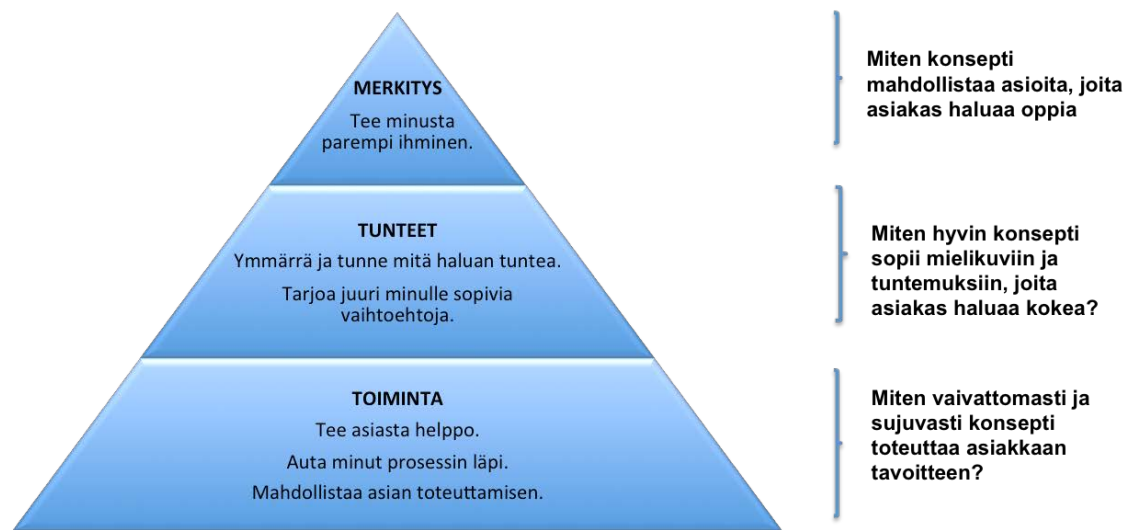 MERKITYS
Tee minusta
parempi ihminen.
Miten konsepti
mahdollistaa asioita, joita
asiakas haluaa oppia
TUNTEET
Ymmärrä ja tunne mitä haluan tuntea.
Tarjoa juuri minulle sopivia
vaihtoehtoja.
Miten hyvin konsepti
sopii mielikuviin ja
tuntemuksiin, joita
asiakas haluaa kokea?
TOIMINTA
Tee asiasta helppo.
Auta minut prosessin läpi.
Mahdollistaa asian toteuttamisen.
Miten vaivattomasti ja
sujuvasti konsepti
toteuttaa asiakkaan
tavoitteen?